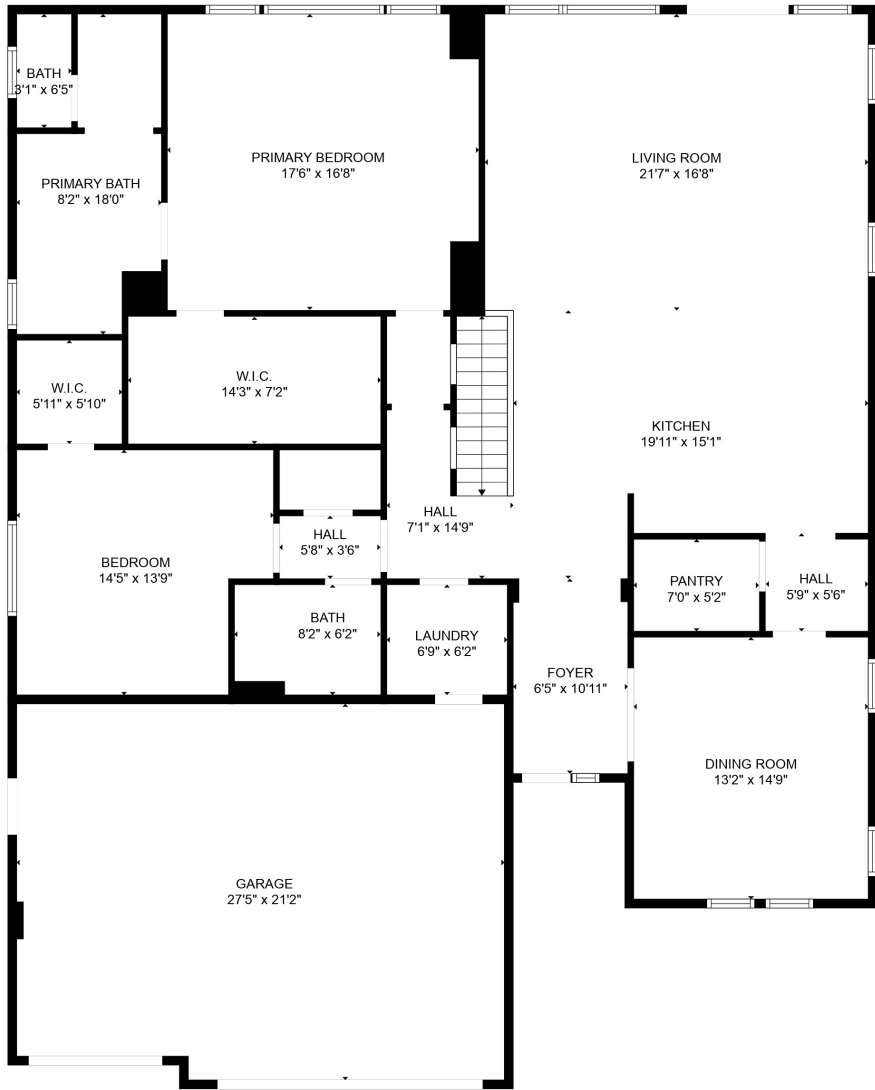 BATH
3'1" x 6'5"
PRIMARY BEDROOM
17'6" x 16'8"
LIVING ROOM
21'7" x 16'8"
PRIMARY BATH
8'2" x 18'0"
W.I.C.
5'11" x 5'10"
W.I.C.
14'3" x 7'2"
KITCHEN
19'11" x 15'1"
HALL
7'1" x 14'9"
HALL
5'8" x 3'6"
BEDROOM
14'5" x 13'9"
PANTRY
7'0" x 5'2"
HALL
5'9" x 5'6"
BATH
8'2" x 6'2"
LAUNDRY
6'9" x 6'2"
FOYER
6'5" x 10'11"
DINING ROOM
13'2" x 14'9"
GARAGE
27'5" x 21'2"